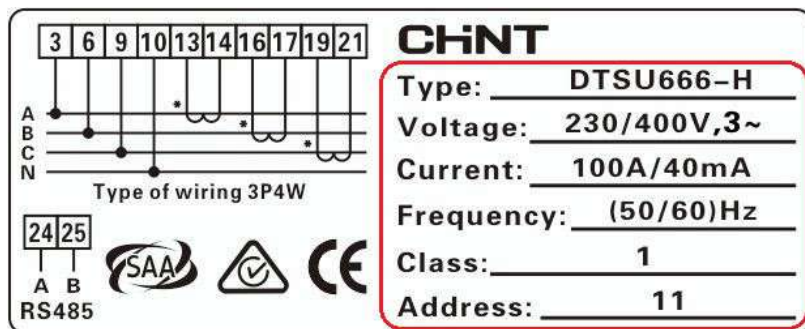 3 6 9 10 13 14 16 17 19 21
* * *
A
B
C
N
Type of wiring 3P4W
24 25
A B
RS485
SAA
CE
CHiNT
Type: DTSU666-H
Voltage: 230/400V,3~
Current: 100A/40mA
Frequency: (50/60)Hz
Class: 1
Address: 11